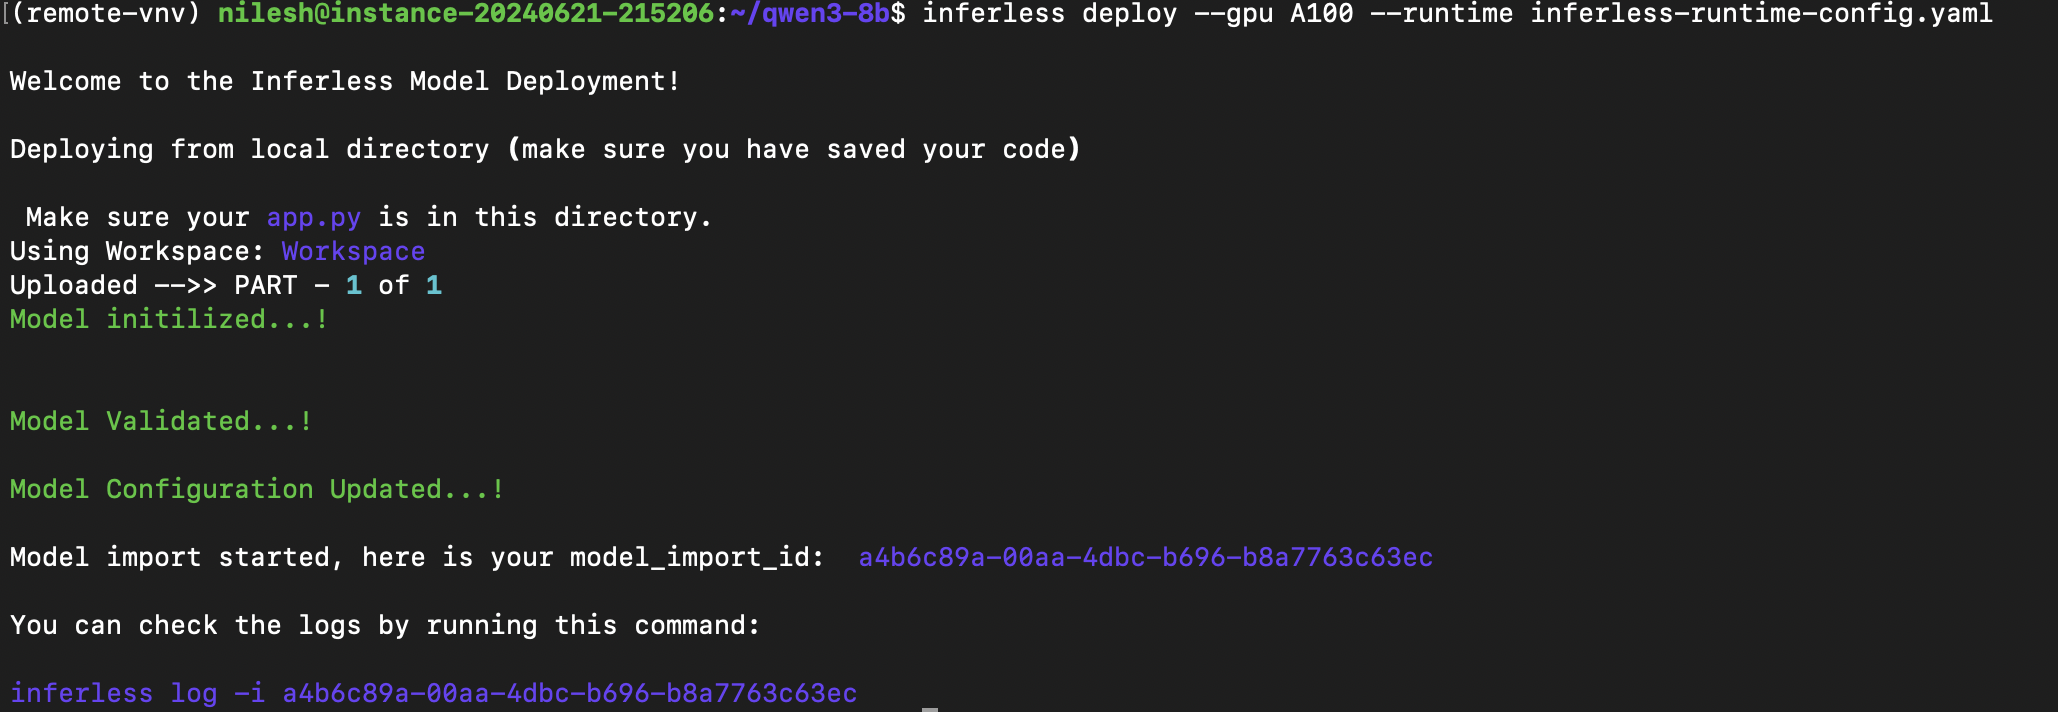 [(remote-vnv) nilesh@instance-20240621-215206:~/qwen3-8b$ inferless deploy --gpu A100 --runtime inferless-runtime-config.yaml
Welcome to the Inferless Model Deployment!
Deploying from local directory (make sure you have saved your code)
Make sure your app.py is in this directory.
Using Workspace: Workspace
Uploaded -->> PART - 1 of 1
Model initilized...!
Model Validated...!
Model Configuration Updated...!
Model import started, here is your model_import_id:  a4b6c89a-00aa-4dbc-b696-b8a7763c63ec
You can check the logs by running this command:
inferless log -i a4b6c89a-00aa-4dbc-b696-b8a7763c63ec